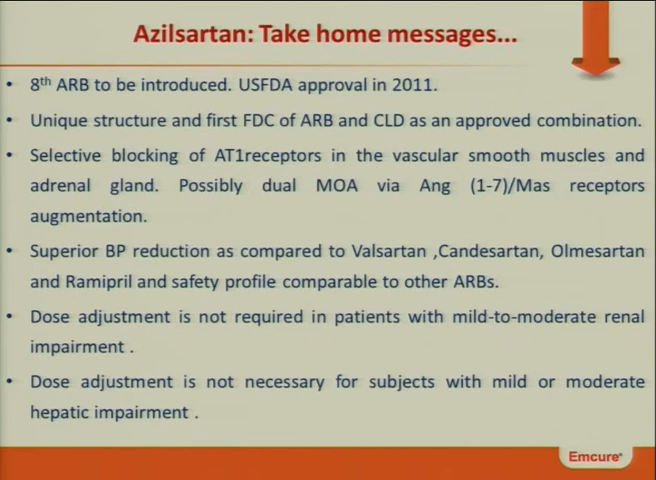 Azilsartan: Take home messages...
• 8th ARB to be introduced. USFDA approval in 2011.
• Unique structure and first FDC of ARB and CLD as an approved combination.
• Selective blocking of AT1receptors in the vascular smooth muscles and
adrenal gland. Possibly dual MOA via Ang (1-7)/Mas receptors
augmentation.
• Superior BP reduction as compared to Valsartan ,Candesartan, Olmesartan
and Ramipril and safety profile comparable to other ARBs.
• Dose adjustment is not required in patients with mild-to-moderate renal
impairment .
• Dose adjustment is not necessary for subjects with mild or moderate
hepatic impairment .
Emcure®